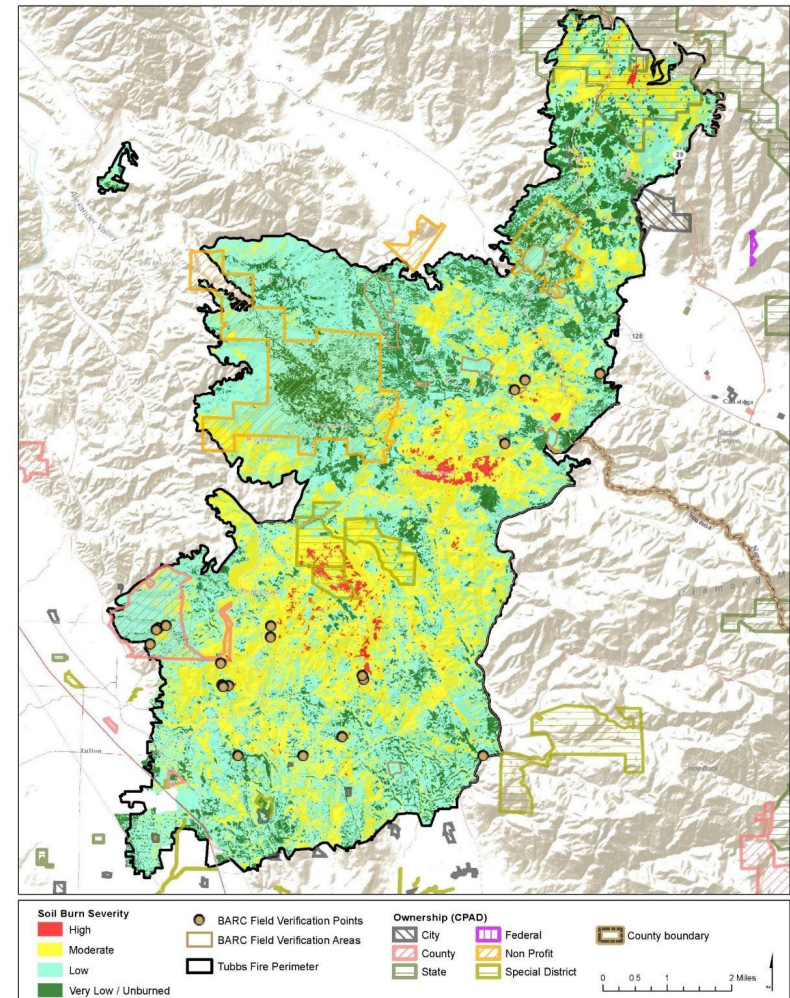 KNIGHTS VALLEY
Alexander Valley
29
128
Calistoga
Fulton
Soil Burn Severity
High
Moderate
Low
Very Low / Unburned
BARC Field Verification Points
BARC Field Verification Areas
Tubbs Fire Perimeter
Ownership (CPAD)
City
County
State
Federal
Non Profit
Special District
County boundary
0 0.5 1 2 Miles